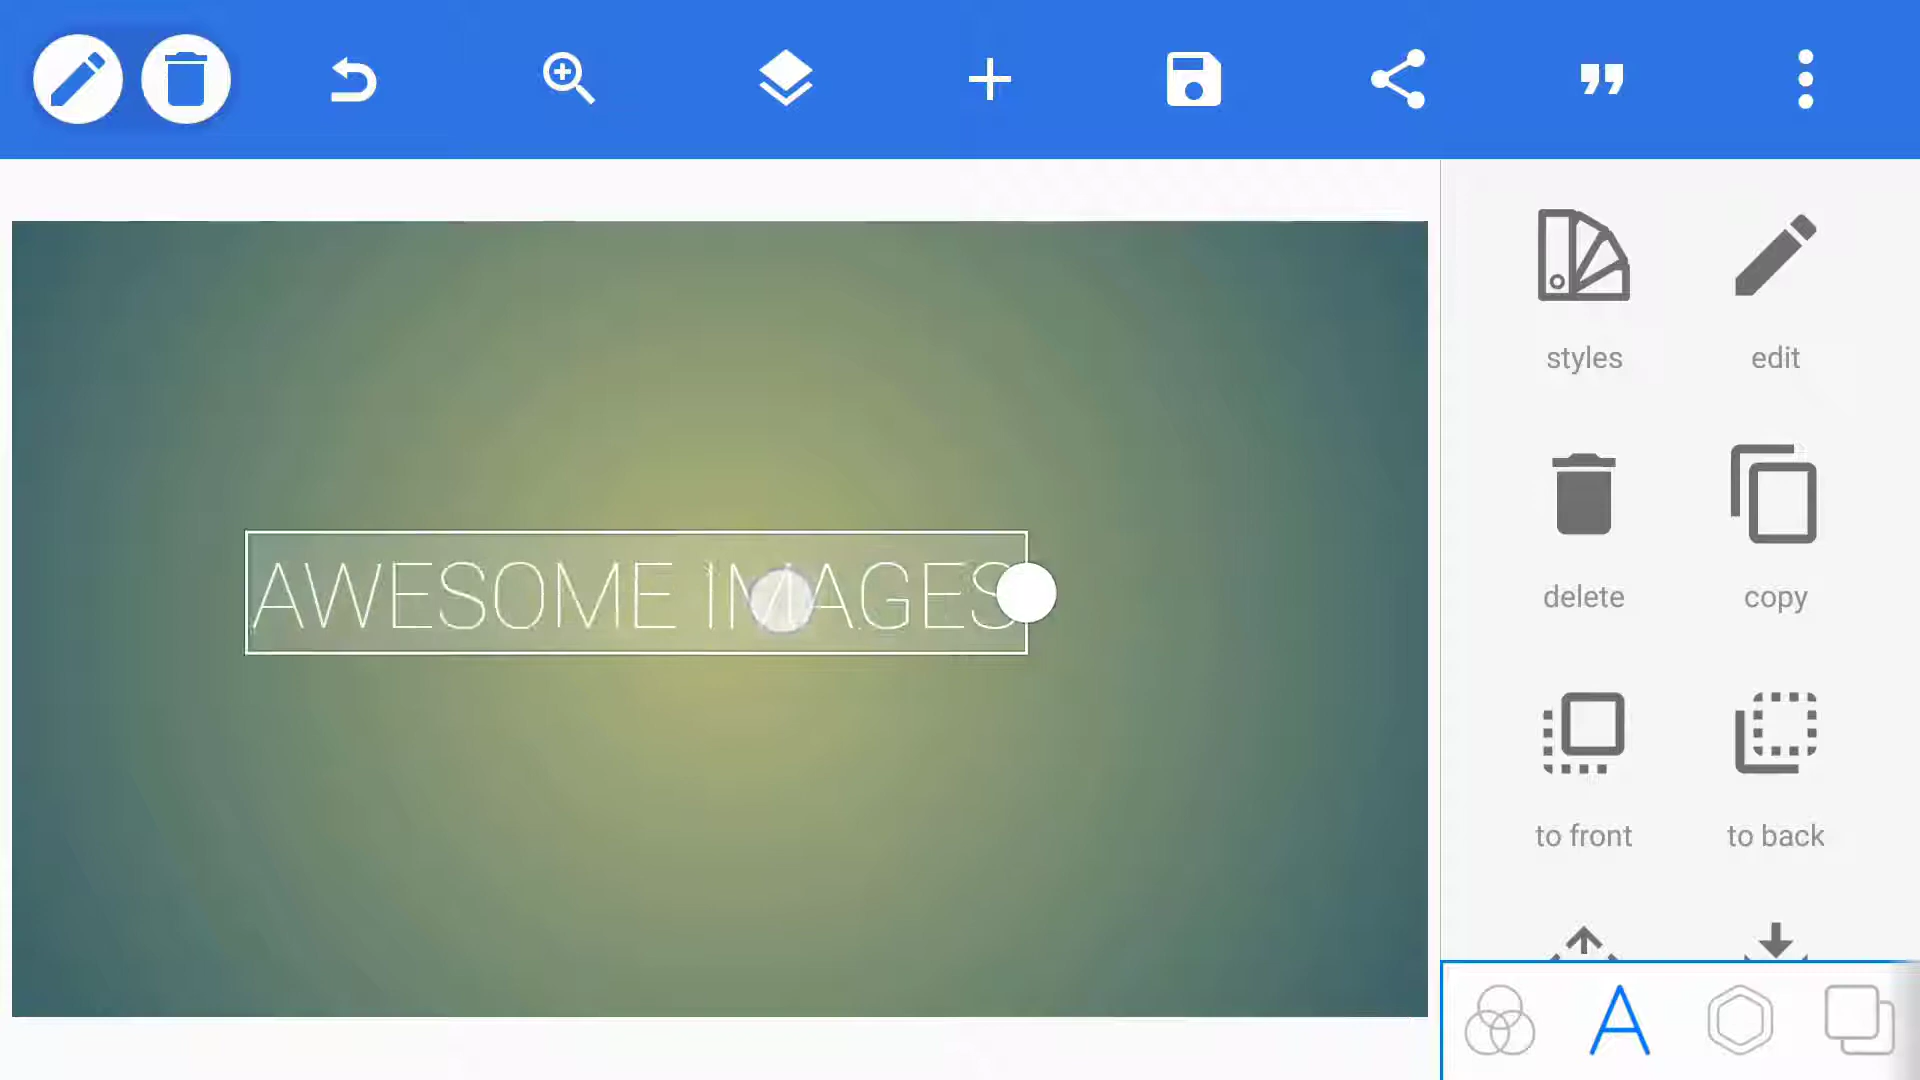 AWESOME IMAGES
styles
edit
delete
copy
to front
to back